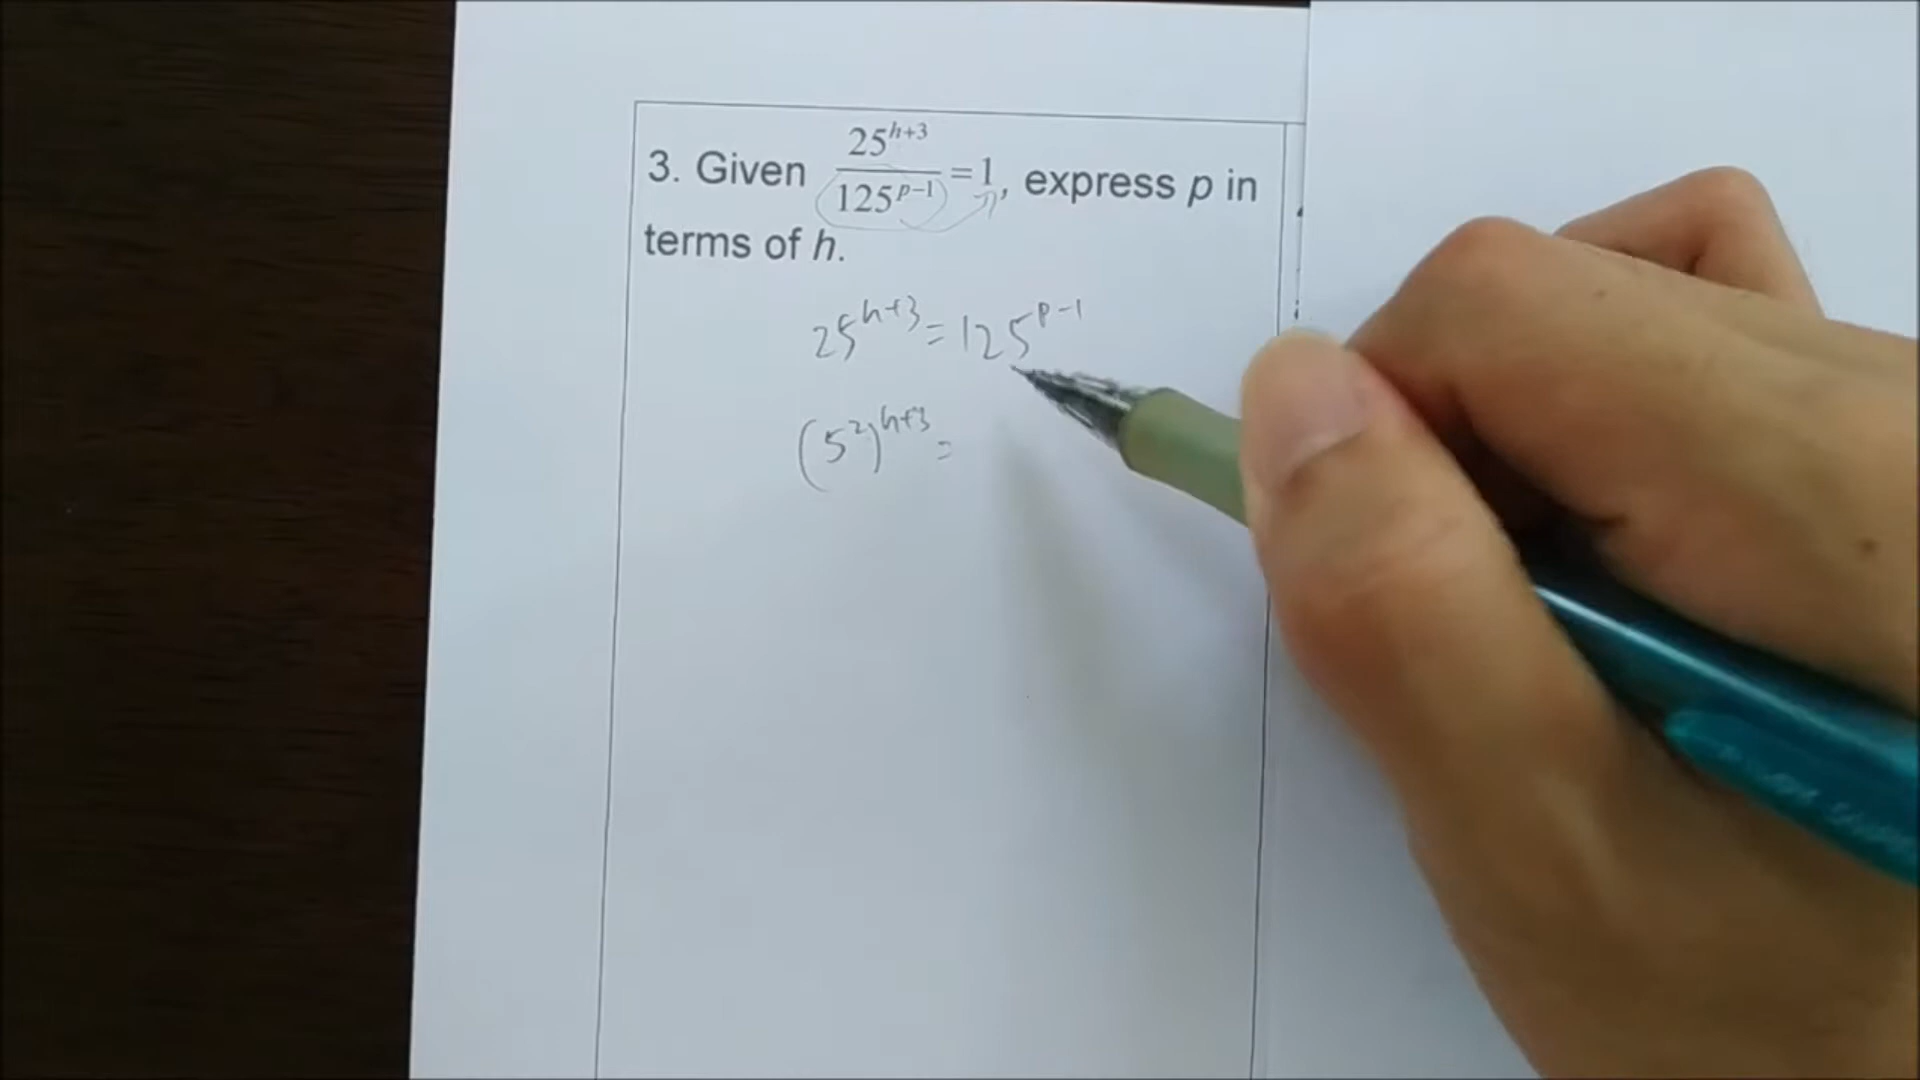 3. Given 25^{h+3}/125^{p-1} = 1, express p in
terms of h.
25^{h+3} = 125^{p-1}
(5^2)^{h+3} =